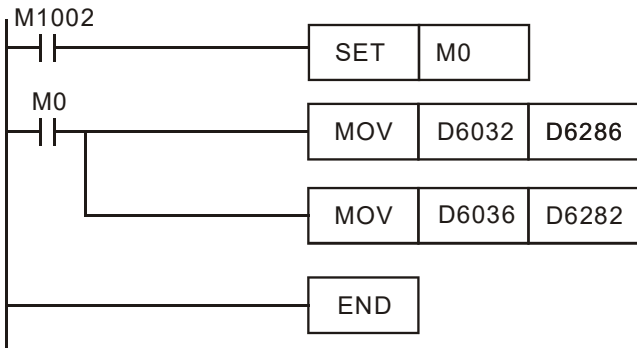 M1002
SET M0
M0
MOV D6032 D6286
MOV D6036 D6282
END